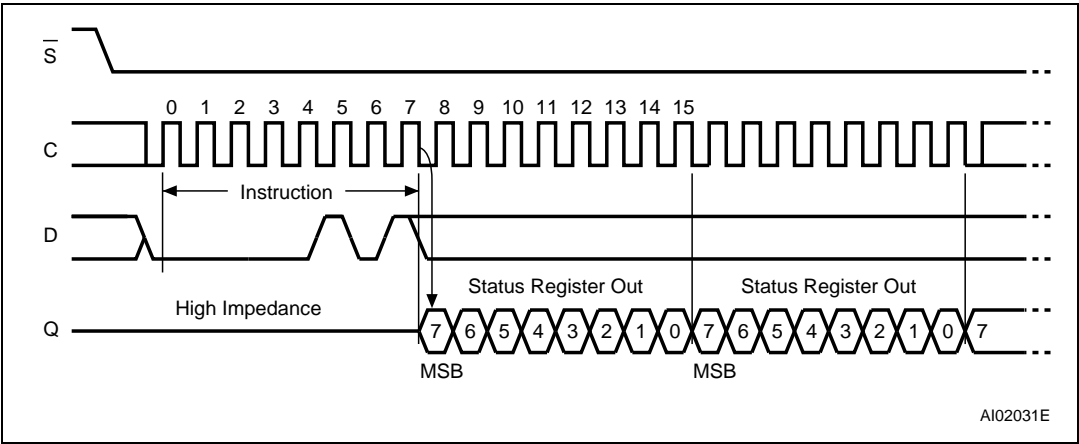 S̅
0 1 2 3 4 5 6 7 8 9 10 11 12 13 14 15
C
Instruction
D
Status Register Out Status Register Out
High Impedance
Q 7 6 5 4 3 2 1 0 7 6 5 4 3 2 1 0 7
MSB MSB
AI02031E